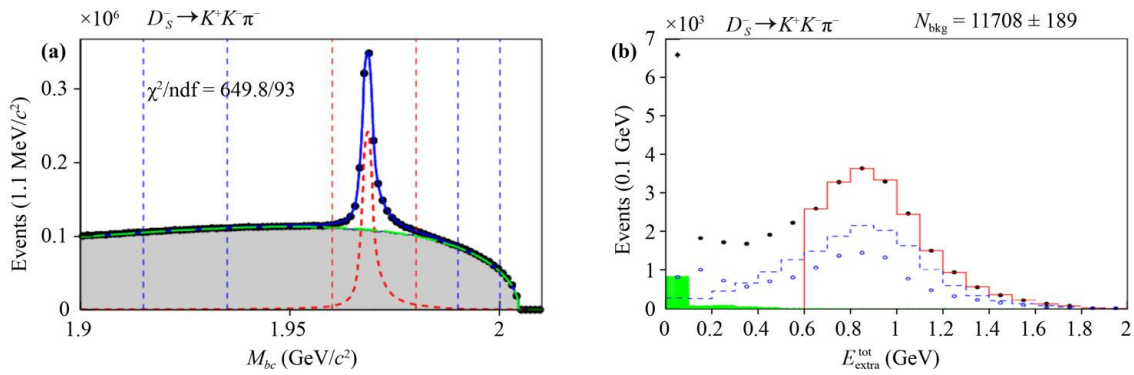 ×10⁶ D⁻ₛ→K⁺K⁻π⁻
(a)
χ²/ndf = 649.8/93
Events (1.1 MeV/c²)
0.3
0.2
0.1
0
1.9 1.95 2
M_bc (GeV/c²)
×10³ D⁻ₛ→K⁺K⁻π⁻ N_bkg = 11708 ± 189
(b)
Events (0.1 GeV)
7
6
5
4
3
2
1
0
0 0.2 0.4 0.6 0.8 1 1.2 1.4 1.6 1.8 2
E_extra^tot (GeV)